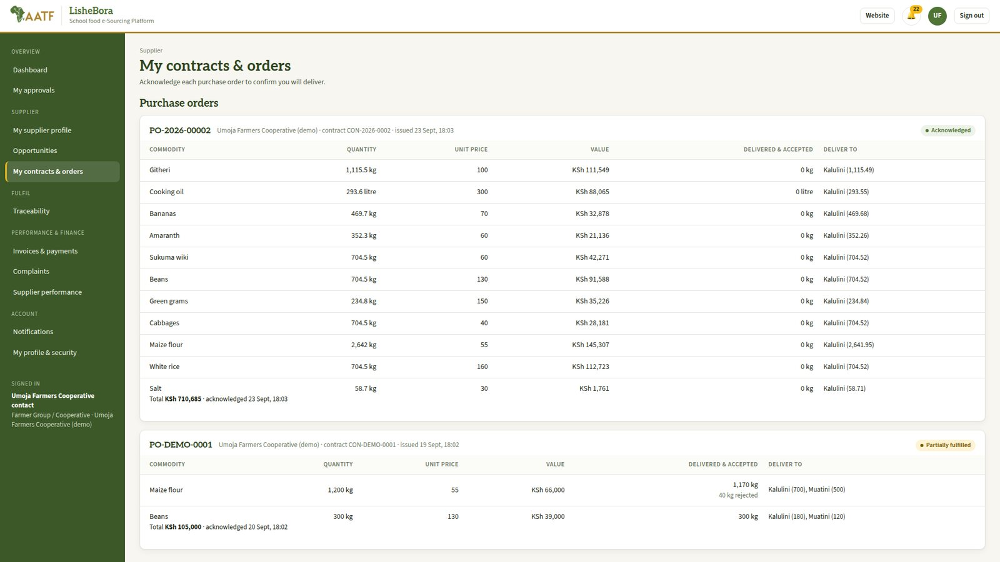 AATF
LisheBora
School food e-Sourcing Platform
Website
22
UF
Sign out
OVERVIEW
Dashboard
My approvals
SUPPLIER
My supplier profile
Opportunities
My contracts & orders
FULFIL
Traceability
PERFORMANCE & FINANCE
Invoices & payments
Complaints
Supplier performance
ACCOUNT
Notifications
My profile & security
SIGNED IN
Umoja Farmers Cooperative
contact
Farmer Group / Cooperative · Umoja
Farmers Cooperative (demo)
Supplier
My contracts & orders
Acknowledge each purchase order to confirm you will deliver.
Purchase orders
PO-2026-00002 Umoja Farmers Cooperative (demo) · contract CON-2026-0002 · issued 23 Sept, 18:03 Acknowledged
COMMODITY QUANTITY UNIT PRICE VALUE DELIVERED & ACCEPTED DELIVER TO
Githeri 1,115.5 kg 100 KSh 111,549 0 kg Kalulini (1,115.49)
Cooking oil 293.6 litre 300 KSh 88,065 0 litre Kalulini (293.55)
Bananas 469.7 kg 70 KSh 32,878 0 kg Kalulini (469.68)
Amaranth 352.3 kg 60 KSh 21,136 0 kg Kalulini (352.26)
Sukuma wiki 704.5 kg 60 KSh 42,271 0 kg Kalulini (704.52)
Beans 704.5 kg 130 KSh 91,588 0 kg Kalulini (704.52)
Green grams 234.8 kg 150 KSh 35,226 0 kg Kalulini (234.84)
Cabbages 704.5 kg 40 KSh 28,181 0 kg Kalulini (704.52)
Maize flour 2,642 kg 55 KSh 145,307 0 kg Kalulini (2,641.95)
White rice 704.5 kg 160 KSh 112,723 0 kg Kalulini (704.52)
Salt 58.7 kg 30 KSh 1,761 0 kg Kalulini (58.71)
Total KSh 710,685 · acknowledged 23 Sept, 18:03
PO-DEMO-0001 Umoja Farmers Cooperative (demo) · contract CON-DEMO-0001 · issued 19 Sept, 18:02 Partially fulfilled
COMMODITY QUANTITY UNIT PRICE VALUE DELIVERED & ACCEPTED DELIVER TO
Maize flour 1,200 kg 55 KSh 66,000 1,170 kg Kalulini (700), Muatini (500)
40 kg rejected
Beans 300 kg 130 KSh 39,000 300 kg Kalulini (180), Muatini (120)
Total KSh 105,000 · acknowledged 20 Sept, 18:02